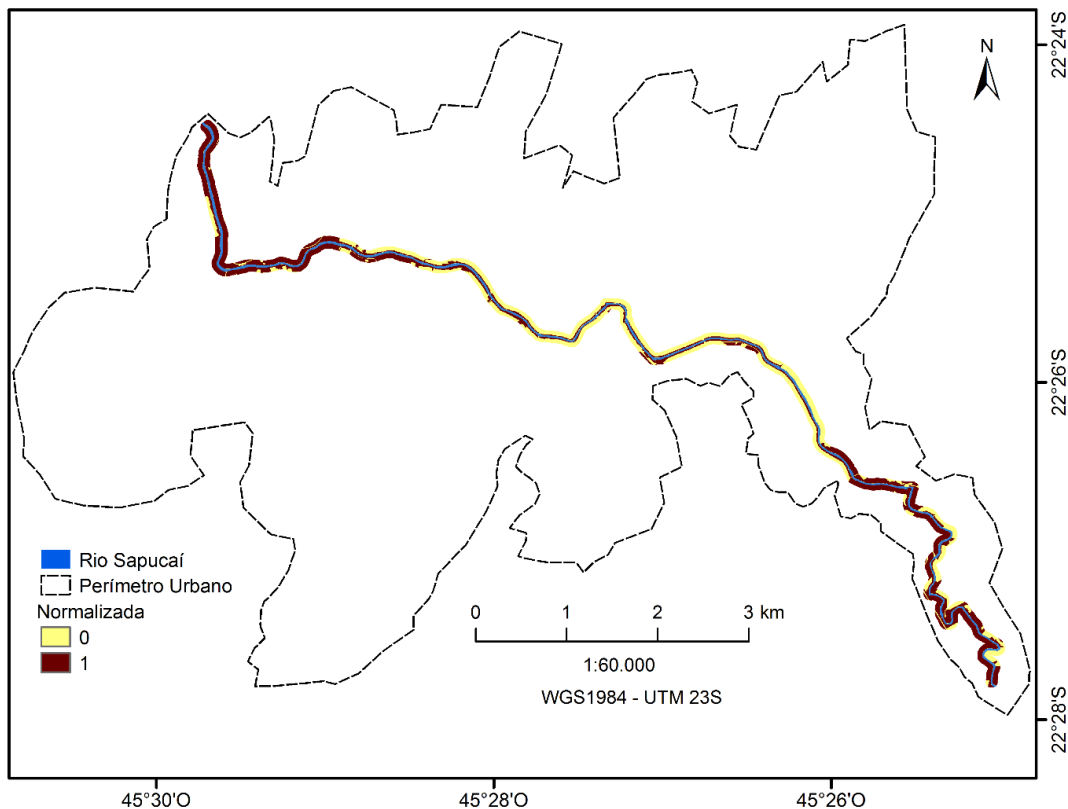 22°24'S
N
22°26'S
Rio Sapucaí
Perímetro Urbano
Normalizada
0
1
0 1 2 3 km
1:60.000
WGS1984 - UTM 23S
22°28'S
45°30'O 45°28'O 45°26'O